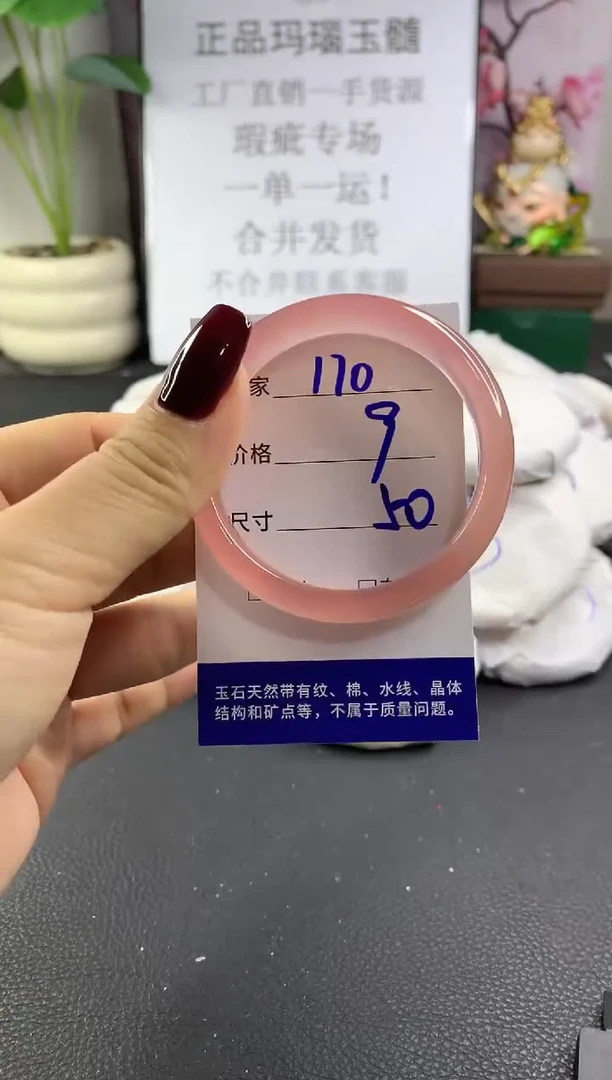 正品玛瑙玉髓
工厂直销一手货源
瑕疵专场
一单一运!
合并发货
不合并联系客服
家 110
价格 9
尺寸 50
玉石天然带有纹、棉、水线、晶体
结构和矿点等，不属于质量问题。